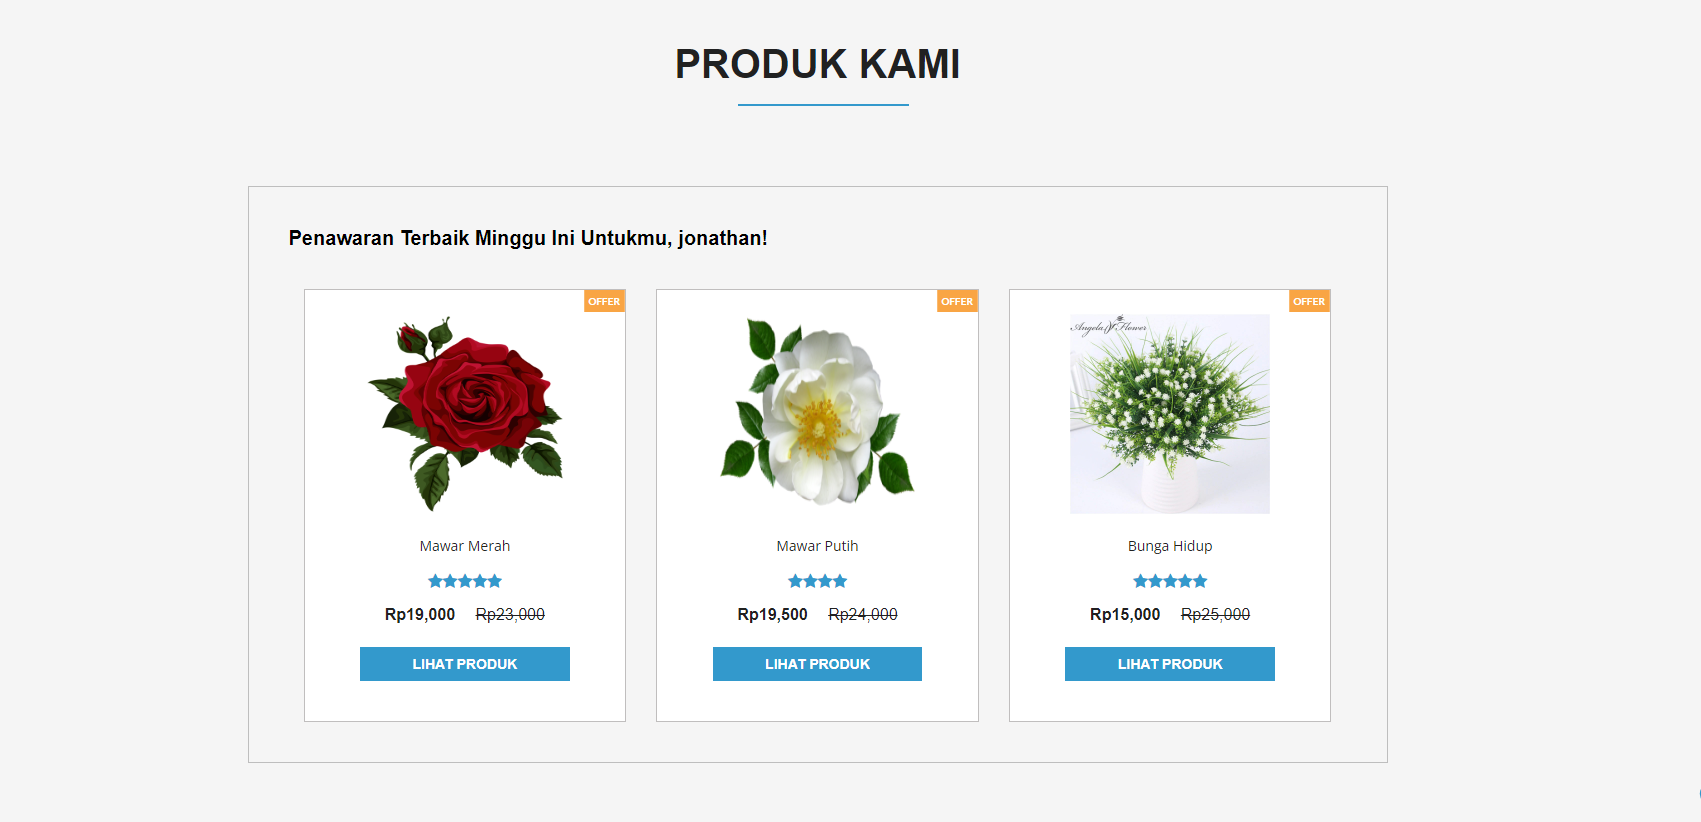 PRODUK KAMI
Penawaran Terbaik Minggu Ini Untukmu, jonathan!
OFFER
Mawar Merah
Rp19,000 Rp23,000
LIHAT PRODUK
OFFER
Mawar Putih
Rp19,500 Rp24,000
LIHAT PRODUK
OFFER
Angela Flower
Bunga Hidup
Rp15,000 Rp25,000
LIHAT PRODUK